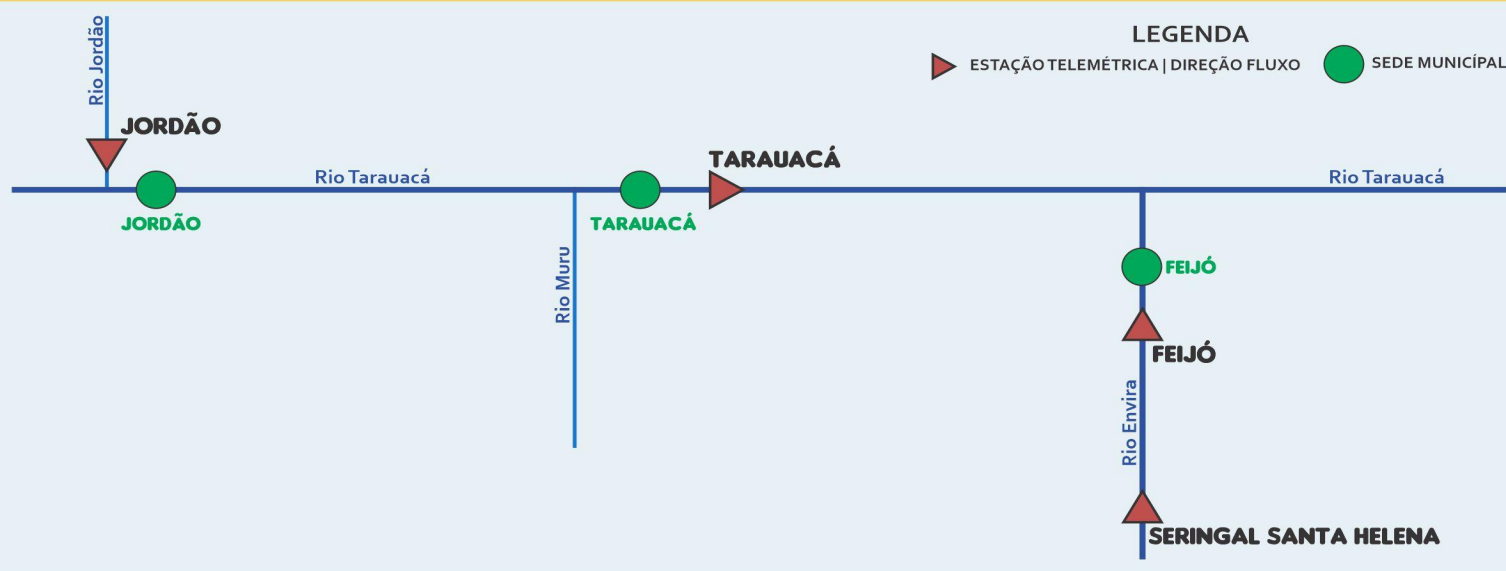 LEGENDA
ESTAÇÃO TELEMÉTRICA | DIREÇÃO FLUXO
SEDE MUNICÍPAL
Rio Jordão
JORDÃO
Rio Tarauacá
TARAUACÁ
Rio Tarauacá
JORDÃO
TARAUACÁ
Rio Muru
FEIJÓ
FEIJÓ
Rio Envira
SERINGAL SANTA HELENA